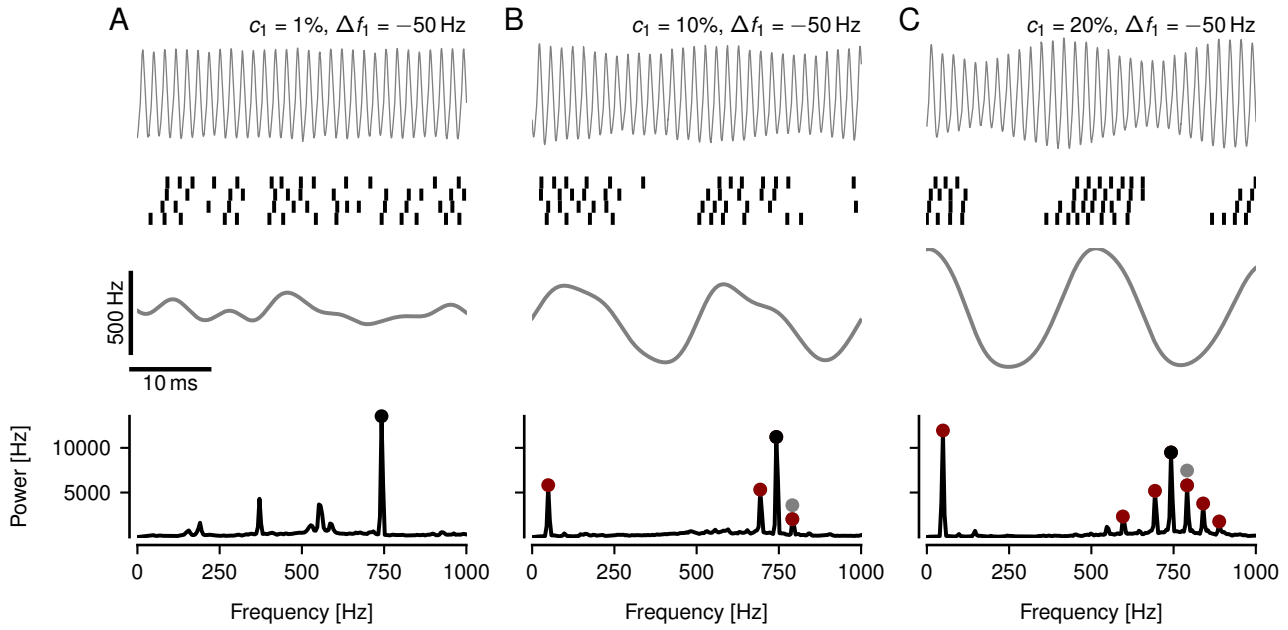 A
c₁ = 1%, Δf₁ = −50 Hz
B
c₁ = 10%, Δf₁ = −50 Hz
C
c₁ = 20%, Δf₁ = −50 Hz
500 Hz
10 ms
Power [Hz]
10000
5000
0 250 500 750 1000
0 250 500 750 1000
0 250 500 750 1000
Frequency [Hz]
Frequency [Hz]
Frequency [Hz]